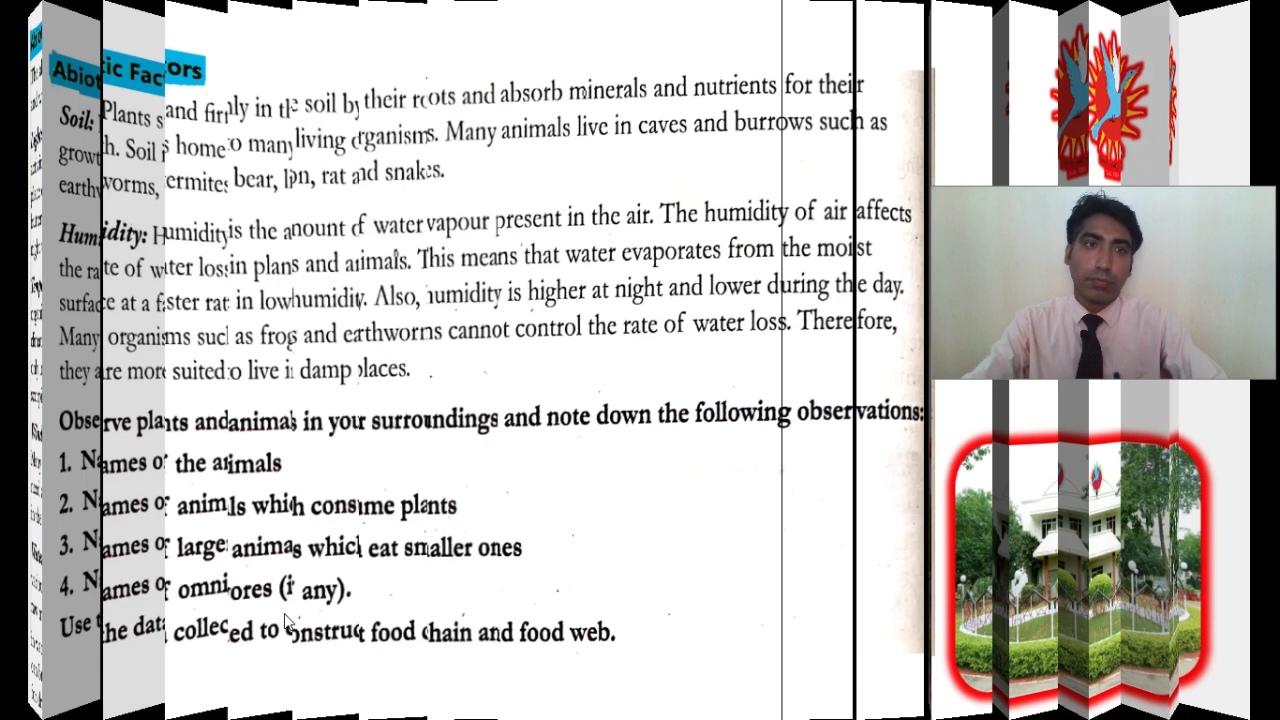 Abiotic Factors
Soil: Plants stand firmly in the soil by their roots and absorb minerals and nutrients for their
growth. Soil is home to many living organisms. Many animals live in caves and burrows such as
earthworms, termites bear, lion, rat and snakes.
Humidity: Humidity is the amount of water vapour present in the air. The humidity of air affects
the rate of water loss in plants and animals. This means that water evaporates from the moist
surface at a faster rate in low humidity. Also, humidity is higher at night and lower during the day.
Many organisms such as frog and earthworms cannot control the rate of water loss. Therefore,
they are more suited to live in damp places.
Observe plants and animals in your surroundings and note down the following observations:
1. Names of the animals
2. Names of animals which consume plants
3. Names of large animals which eat smaller ones
4. Names of omnivores (if any).
Use the data collected to construct food chain and food web.